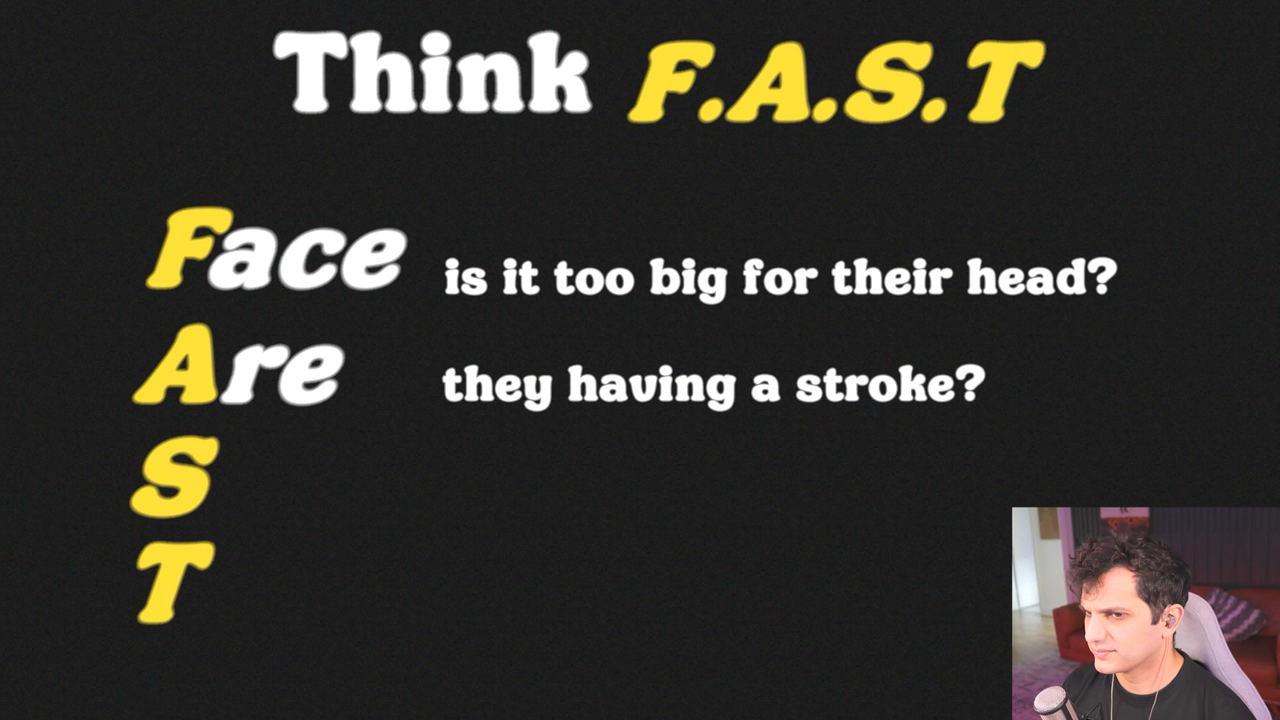 Think F.A.S.T
Face is it too big for their head?
Are they having a stroke?
S
T